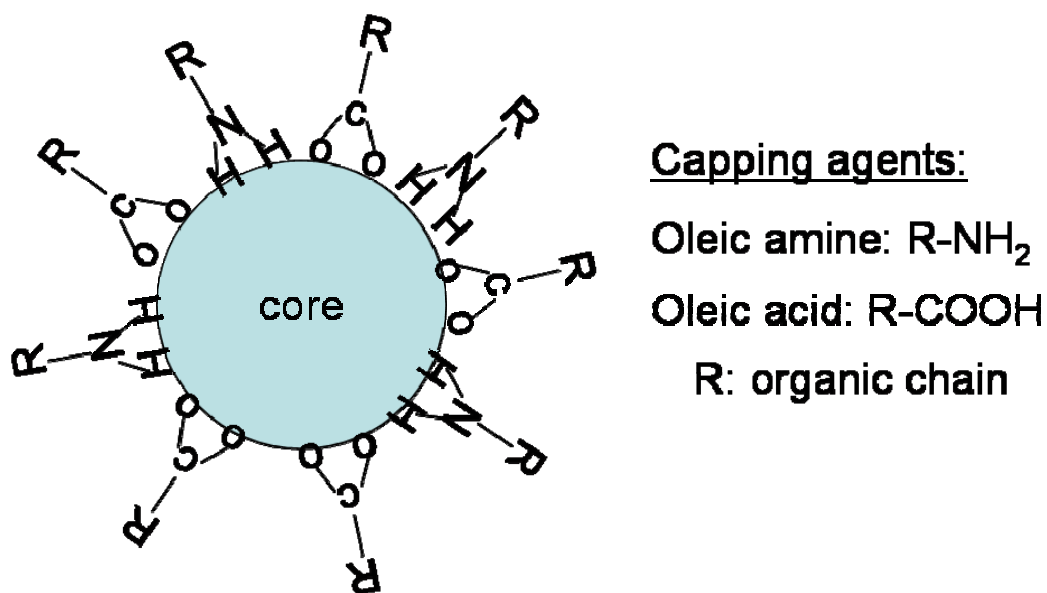 R
N
H
H
R
C
O
O
R
N
H
H
R
C
O
O
R
C
O
O
core
R
N
H
H
R
N
H
H
R
C
O
O
R
C
O
O
Capping agents:
Oleic amine: R-NH₂
Oleic acid: R-COOH
R: organic chain